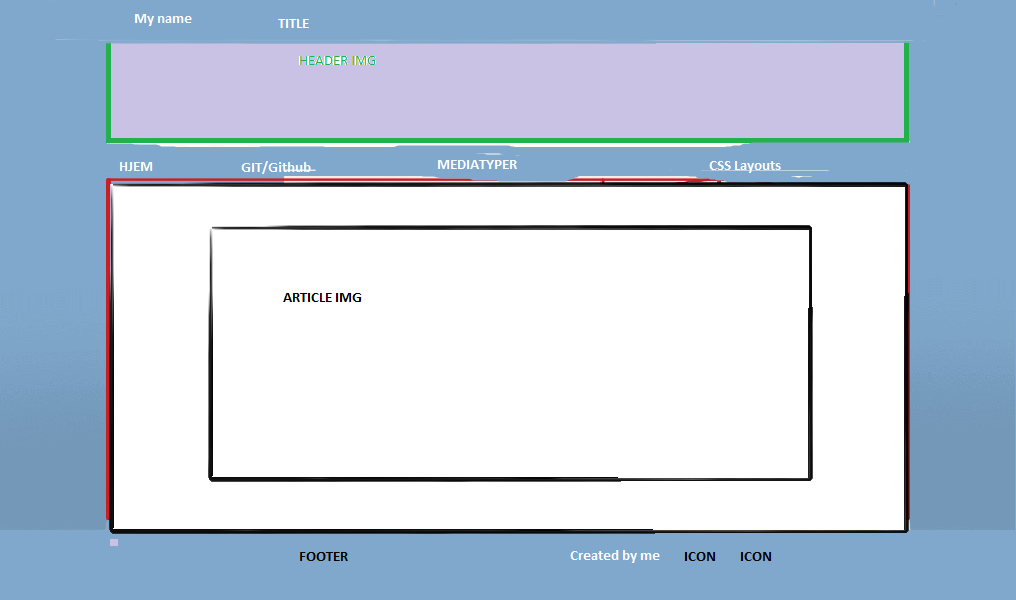 My name
TITLE
HEADER IMG
HJEM
GIT/Github
MEDIATYPER
CSS Layouts
ARTICLE IMG
FOOTER
Created by me
ICON
ICON